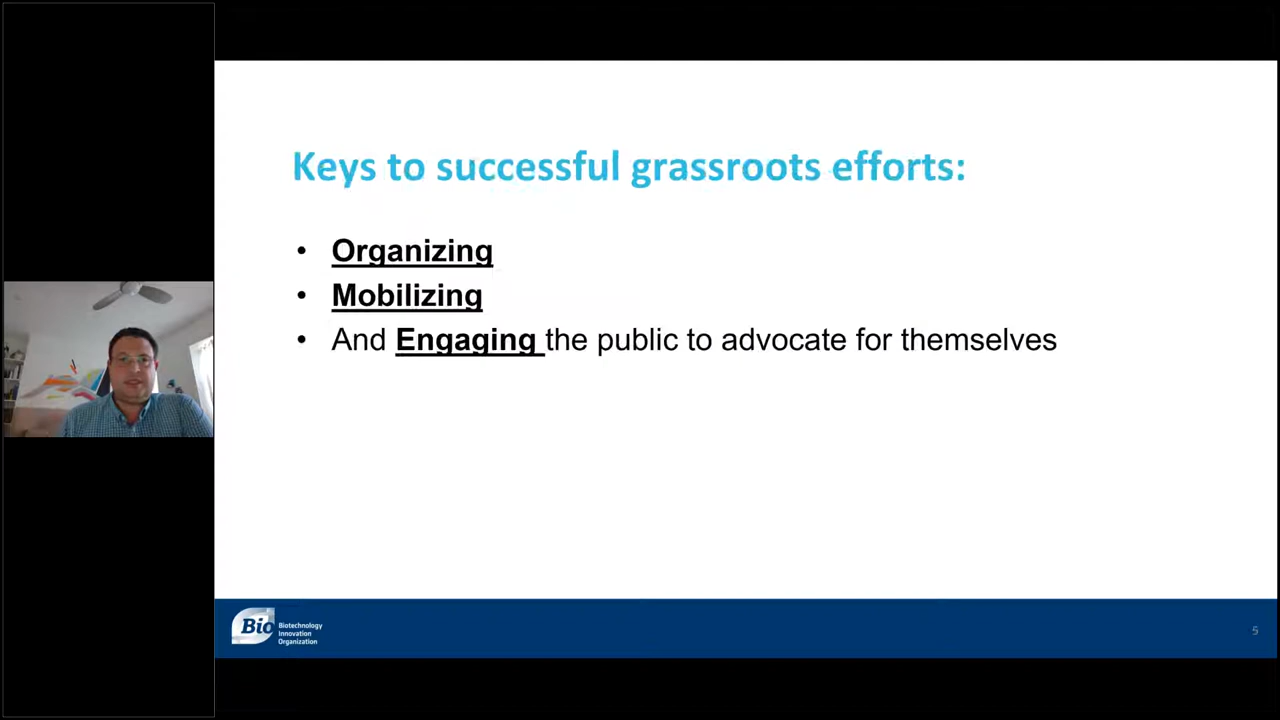 Keys to successful grassroots efforts:
• Organizing
• Mobilizing
• And Engaging the public to advocate for themselves
Bio
Biotechnology
Innovation
Organization
5